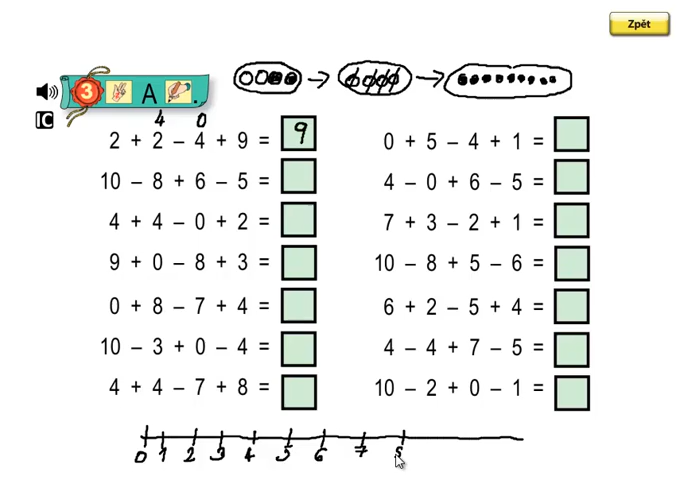 Zpět
3 A .
4 0
2 + 2 – 4 + 9 = 9
10 – 8 + 6 – 5 =
4 + 4 – 0 + 2 =
9 + 0 – 8 + 3 =
0 + 8 – 7 + 4 =
10 – 3 + 0 – 4 =
4 + 4 – 7 + 8 =
0 + 5 – 4 + 1 =
4 – 0 + 6 – 5 =
7 + 3 – 2 + 1 =
10 – 8 + 5 – 6 =
6 + 2 – 5 + 4 =
4 – 4 + 7 – 5 =
10 – 2 + 0 – 1 =
0 1 2 3 4 5 6 7 8